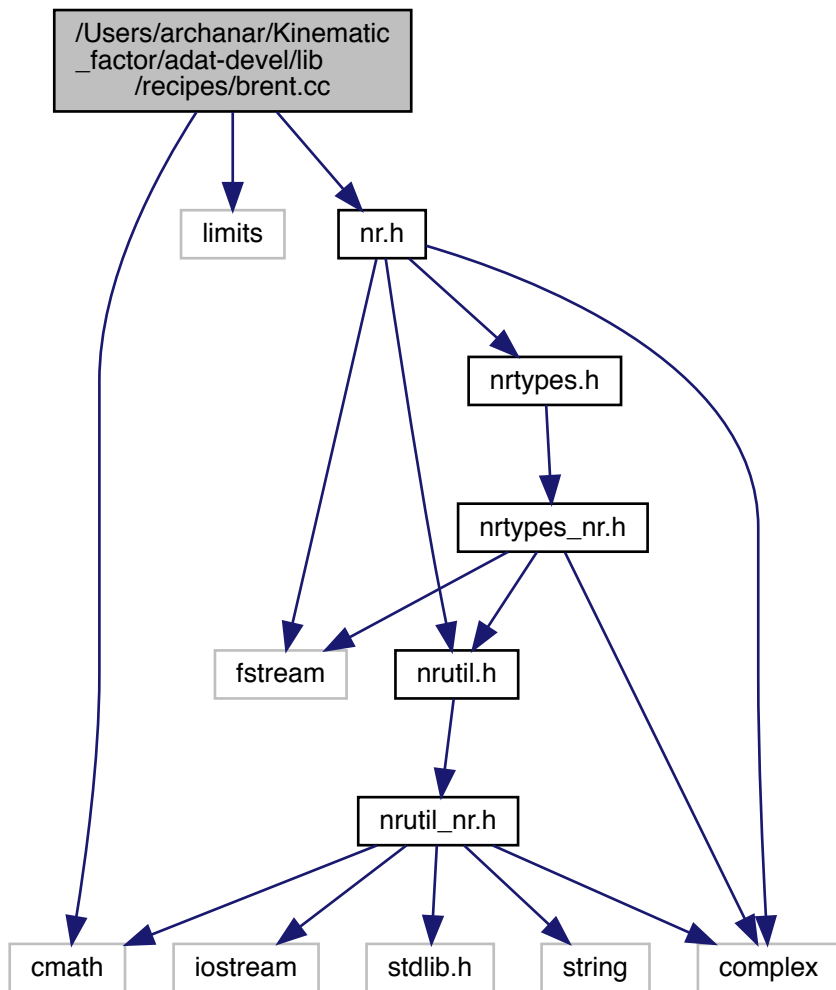 /Users/archanar/Kinematic
_factor/adat-devel/lib
/recipes/brent.cc
limits
nr.h
nrtypes.h
nrtypes_nr.h
fstream
nrutil.h
nrutil_nr.h
cmath
iostream
stdlib.h
string
complex